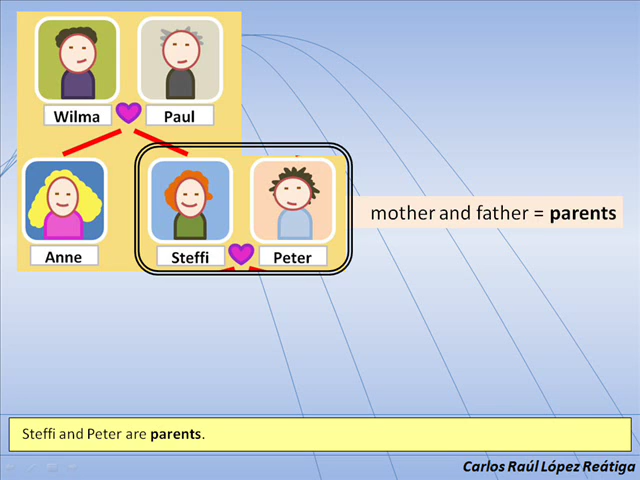 Wilma Paul
Anne Steffi Peter
mother and father = parents
Steffi and Peter are parents.
Carlos Raúl López Reátiga